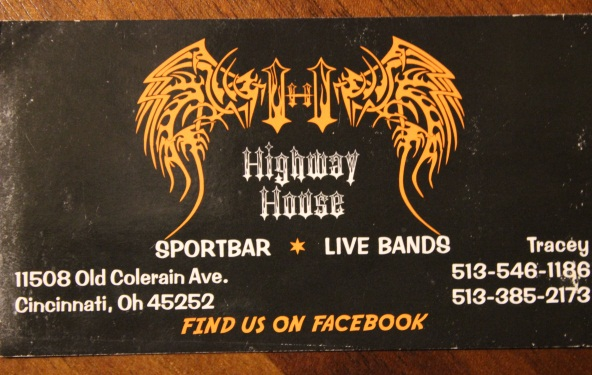 H
Highway
House
SPORTBAR ✶ LIVE BANDS
Tracey
11508 Old Colerain Ave.
513-546-1186
Cincinnati, Oh 45252
513-385-2173
FIND US ON FACEBOOK